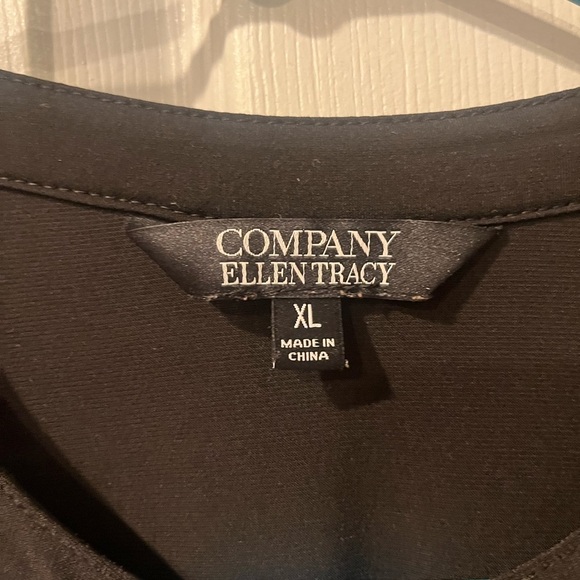 COMPANY
ELLEN TRACY
XL
MADE IN
CHINA